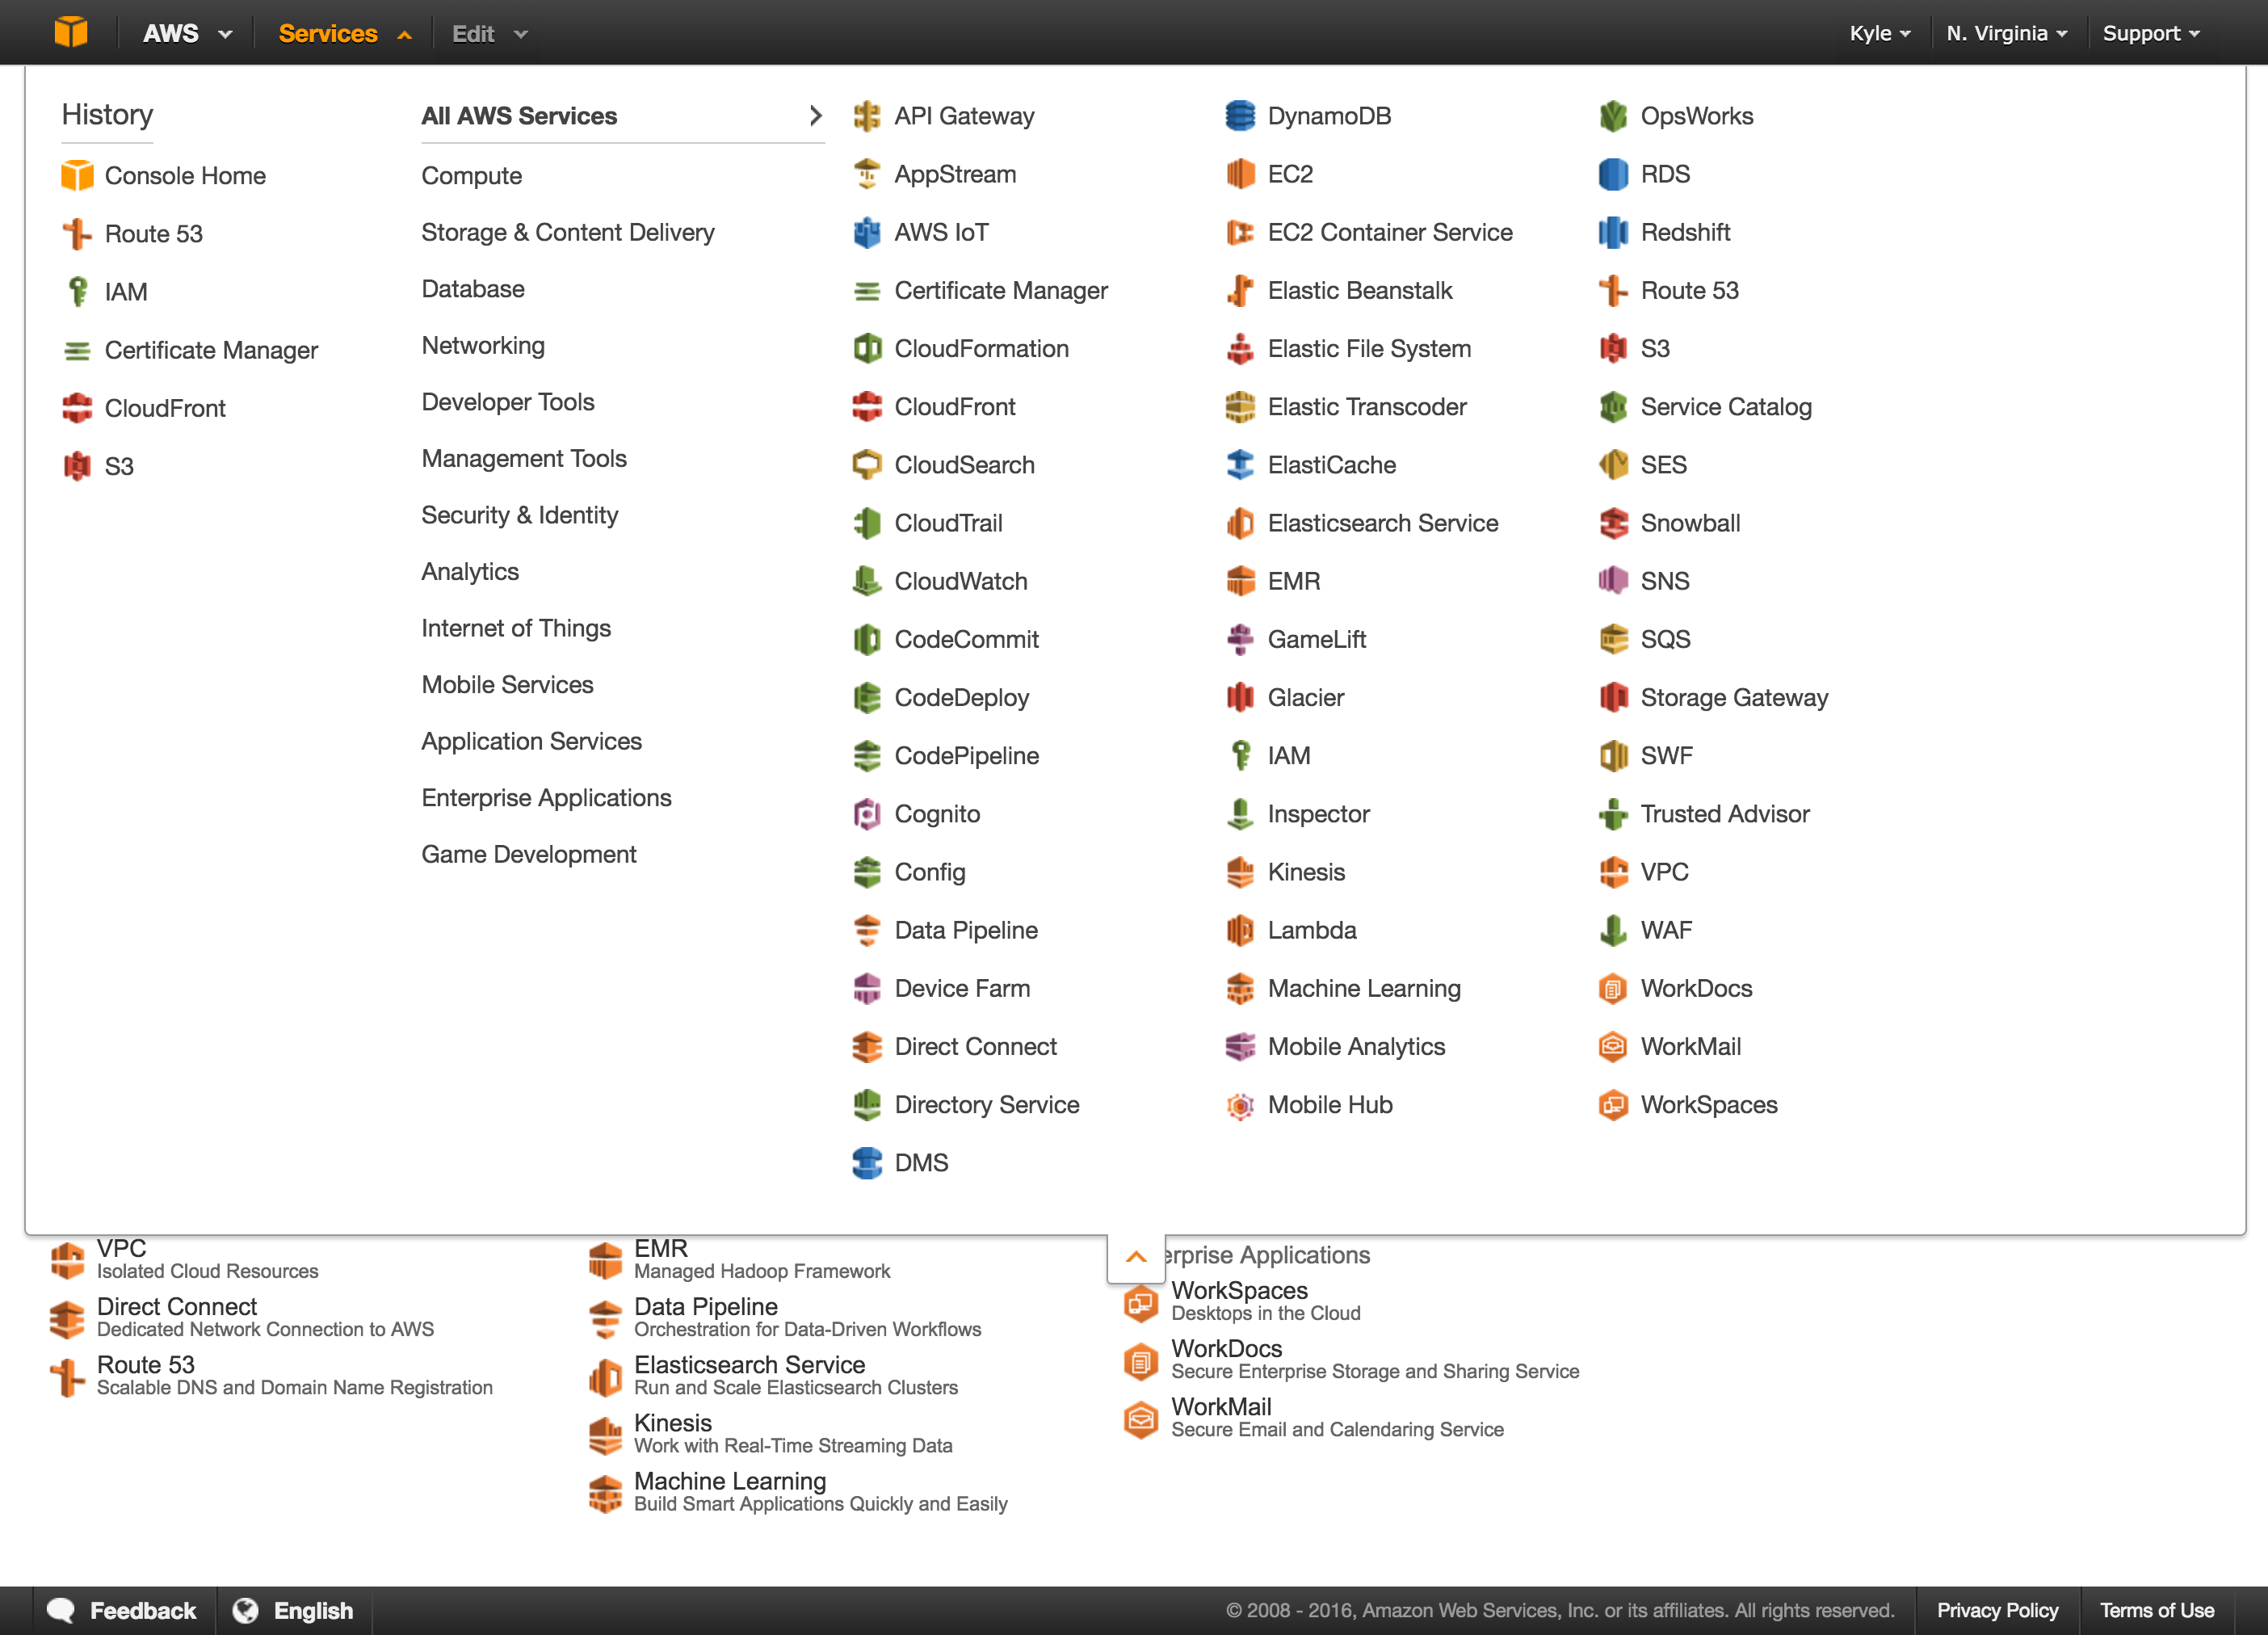 AWS
Services
Edit
Kyle
N. Virginia
Support
History
Console Home
Route 53
IAM
Certificate Manager
CloudFront
S3
All AWS Services
Compute
Storage & Content Delivery
Database
Networking
Developer Tools
Management Tools
Security & Identity
Analytics
Internet of Things
Mobile Services
Application Services
Enterprise Applications
Game Development
API Gateway
AppStream
AWS IoT
Certificate Manager
CloudFormation
CloudFront
CloudSearch
CloudTrail
CloudWatch
CodeCommit
CodeDeploy
CodePipeline
Cognito
Config
Data Pipeline
Device Farm
Direct Connect
Directory Service
DMS
DynamoDB
EC2
EC2 Container Service
Elastic Beanstalk
Elastic File System
Elastic Transcoder
ElastiCache
Elasticsearch Service
EMR
GameLift
Glacier
IAM
Inspector
Kinesis
Lambda
Machine Learning
Mobile Analytics
Mobile Hub
OpsWorks
RDS
Redshift
Route 53
S3
Service Catalog
SES
Snowball
SNS
SQS
Storage Gateway
SWF
Trusted Advisor
VPC
WAF
WorkDocs
WorkMail
WorkSpaces
VPC
Isolated Cloud Resources
Direct Connect
Dedicated Network Connection to AWS
Route 53
Scalable DNS and Domain Name Registration
EMR
Managed Hadoop Framework
Data Pipeline
Orchestration for Data-Driven Workflows
Elasticsearch Service
Run and Scale Elasticsearch Clusters
Kinesis
Work with Real-Time Streaming Data
Machine Learning
Build Smart Applications Quickly and Easily
erprise Applications
WorkSpaces
Desktops in the Cloud
WorkDocs
Secure Enterprise Storage and Sharing Service
WorkMail
Secure Email and Calendaring Service
Feedback
English
© 2008 - 2016, Amazon Web Services, Inc. or its affiliates. All rights reserved.
Privacy Policy
Terms of Use